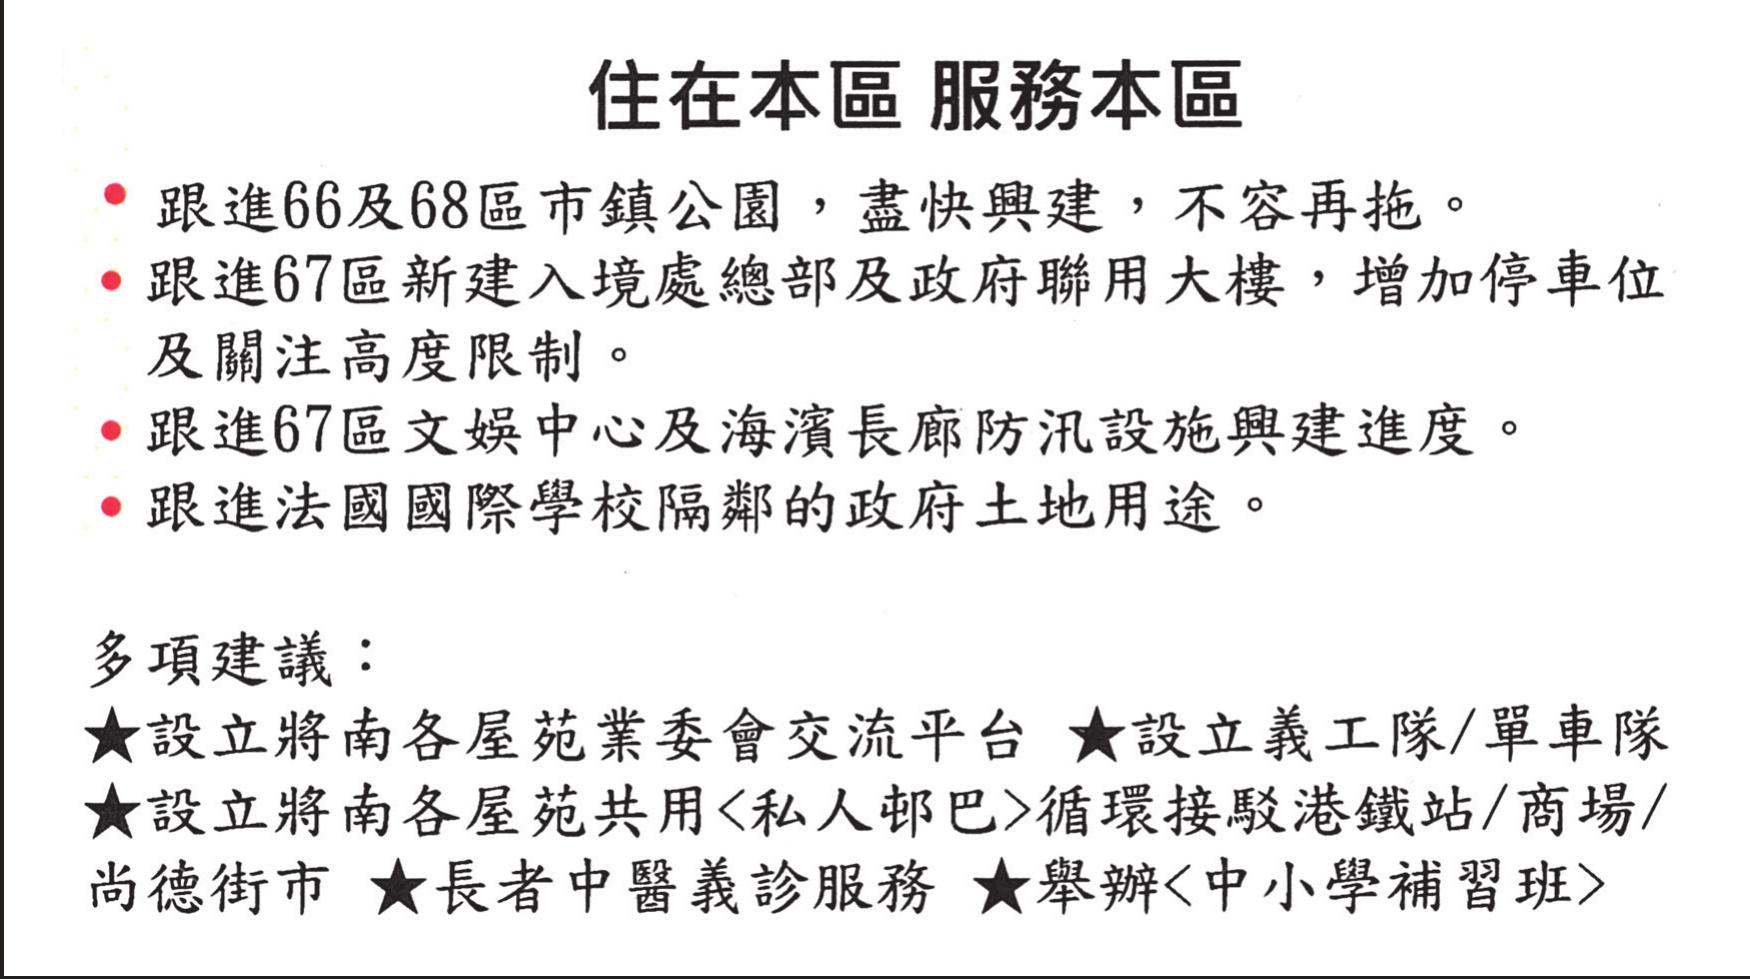 住在本區 服務本區
• 跟進66及68區市鎮公園，盡快興建，不容再拖。
• 跟進67區新建入境處總部及政府聯用大樓，增加停車位
及關注高度限制。
• 跟進67區文娛中心及海濱長廊防汛設施興建進度。
• 跟進法國國際學校隔鄰的政府土地用途。
多項建議：
★設立將南各屋苑業委會交流平台 ★設立義工隊/單車隊
★設立將南各屋苑共用<私人邨巴>循環接駁港鐵站/商場/
尚德街市 ★長者中醫義診服務 ★舉辦<中小學補習班>